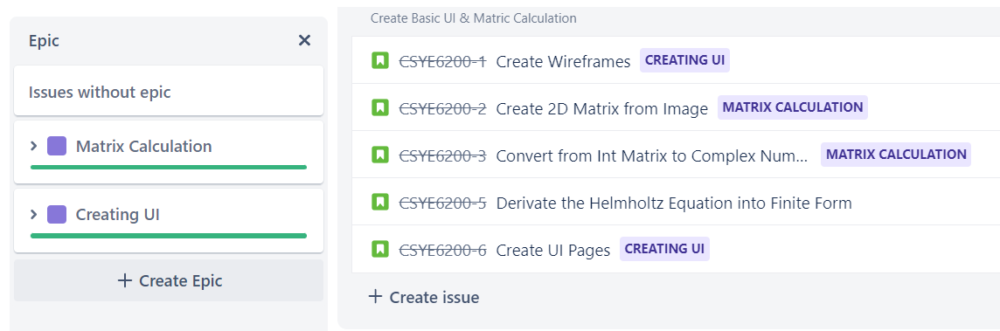 Epic
Issues without epic
Matrix Calculation
Creating UI
Create Epic
Create Basic UI & Matric Calculation
CSYE6200-1 Create Wireframes CREATING UI
CSYE6200-2 Create 2D Matrix from Image MATRIX CALCULATION
CSYE6200-3 Convert from Int Matrix to Complex Num... MATRIX CALCULATION
CSYE6200-5 Derivate the Helmholtz Equation into Finite Form
CSYE6200-6 Create UI Pages CREATING UI
Create issue